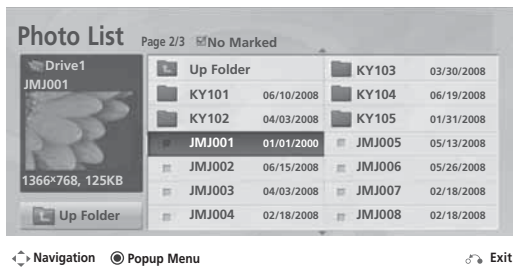 Photo List Page 2/3 No Marked
Drive1
JMJ001
1366×768, 125KB
Up Folder
Up Folder
KY101 06/10/2008
KY102 04/03/2008
JMJ001 01/01/2000
JMJ002 06/15/2008
JMJ003 04/03/2008
JMJ004 02/18/2008
KY103 03/30/2008
KY104 06/19/2008
KY105 01/31/2008
JMJ005 05/13/2008
JMJ006 05/26/2008
JMJ007 02/18/2008
JMJ008 02/18/2008
Navigation Popup Menu Exit